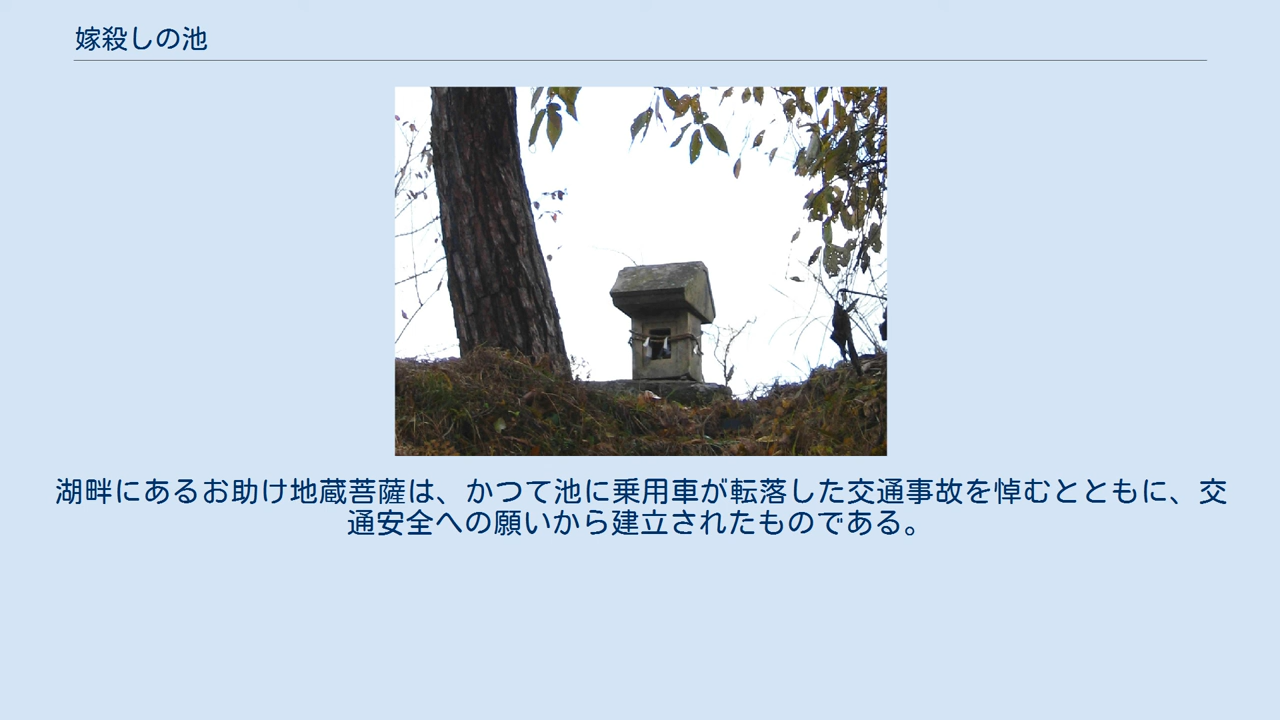 嫁殺しの池
湖畔にあるお助け地蔵菩薩は、かつて池に乗用車が転落した交通事故を悼むとともに、交
通安全への願いから建立されたものである。